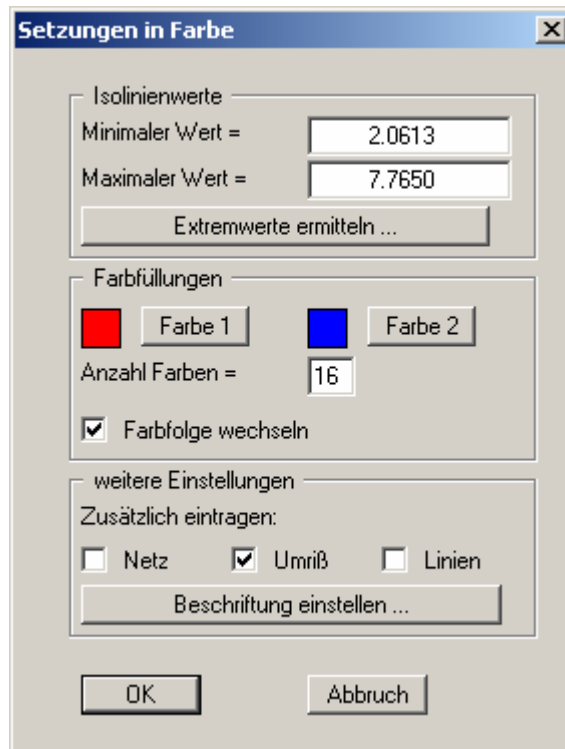 Setzungen in Farbe
Isolinienwerte
Minimaler Wert = 2.0613
Maximaler Wert = 7.7650
Extremwerte ermitteln ...
Farbfüllungen
Farbe 1 Farbe 2
Anzahl Farben = 16
Farbfolge wechseln
weitere Einstellungen
Zusätzlich eintragen:
Netz Umriß Linien
Beschriftung einstellen ...
OK Abbruch